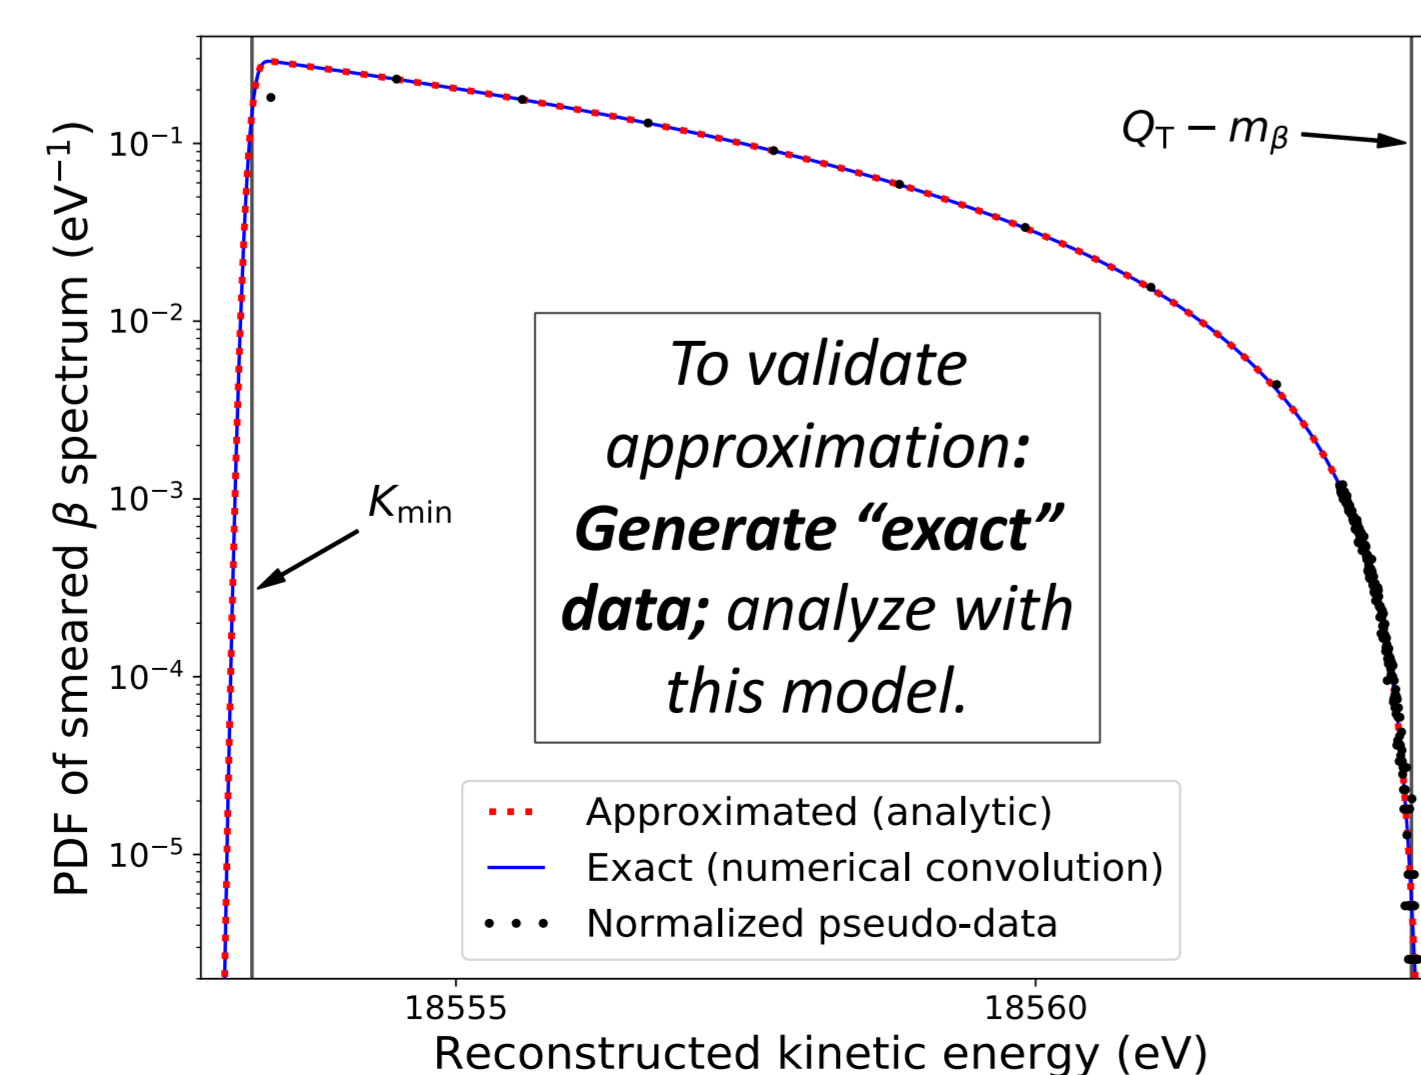 PDF of smeared β spectrum (eV⁻¹)
10⁻¹
10⁻²
10⁻³
10⁻⁴
10⁻⁵
Q_T − m_β
K_min
To validate
approximation:
Generate “exact”
data; analyze with
this model.
Approximated (analytic)
Exact (numerical convolution)
Normalized pseudo-data
18555
18560
Reconstructed kinetic energy (eV)